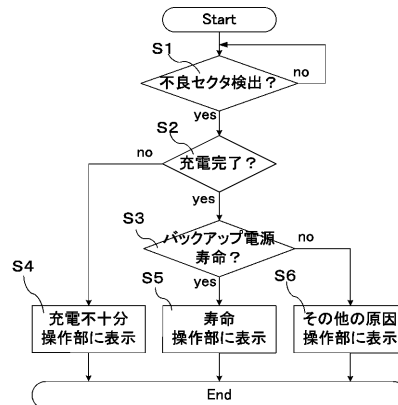 Start
S1
不良セクタ検出？
no
yes
S2
充電完了？
no
yes
S3
バックアップ電源
寿命？
no
yes
S4
充電不十分
操作部に表示
S5
寿命
操作部に表示
S6
その他の原因
操作部に表示
End